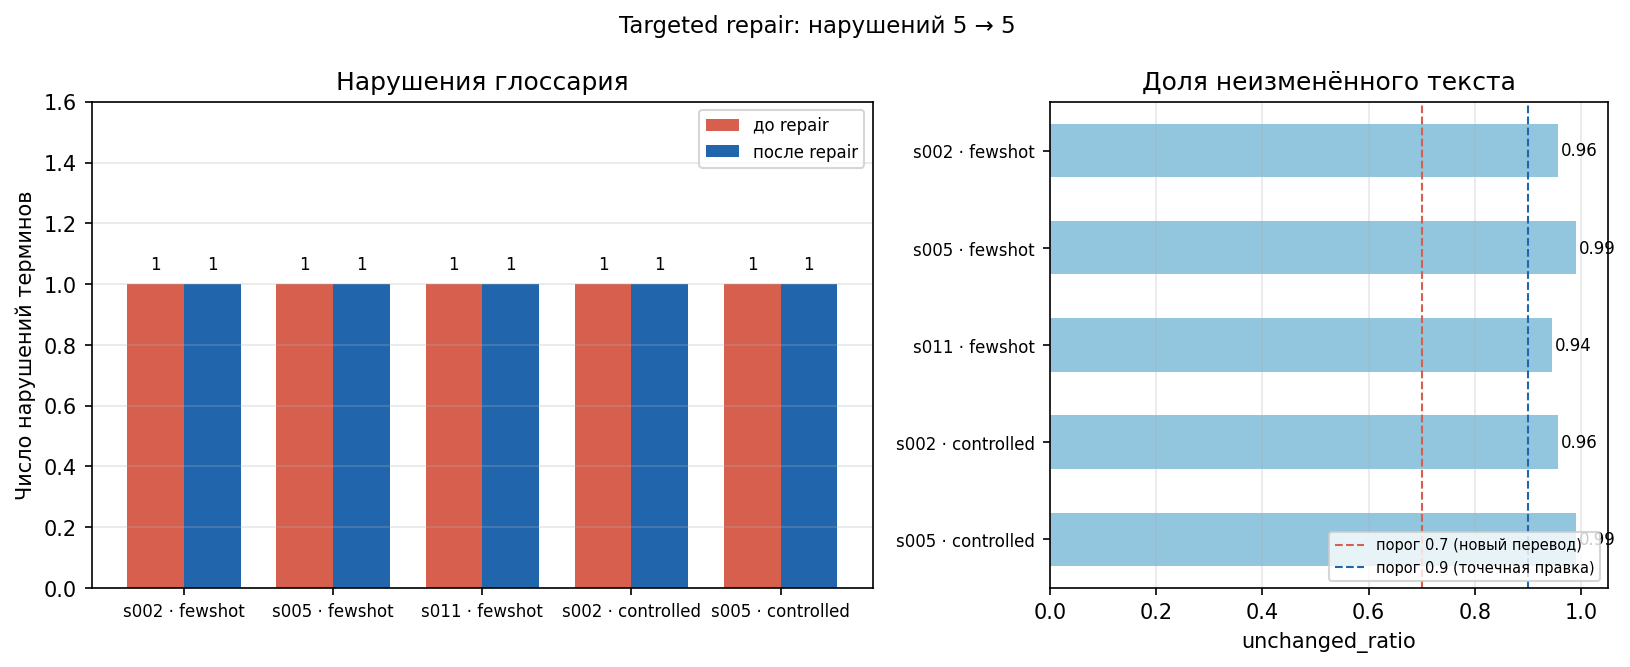 Targeted repair: нарушений 5 → 5
Нарушения глоссария
Число нарушений терминов
1.6
1.4
1.2
1.0
0.8
0.6
0.4
0.2
0.0
до repair
после repair
1 1 1 1 1 1 1 1 1 1
s002 · fewshot s005 · fewshot s011 · fewshot s002 · controlled s005 · controlled
Доля неизменённого текста
s002 · fewshot 0.96
s005 · fewshot 0.99
s011 · fewshot 0.94
s002 · controlled 0.96
s005 · controlled 0.99
порог 0.7 (новый перевод)
порог 0.9 (точечная правка)
0.0 0.2 0.4 0.6 0.8 1.0
unchanged_ratio